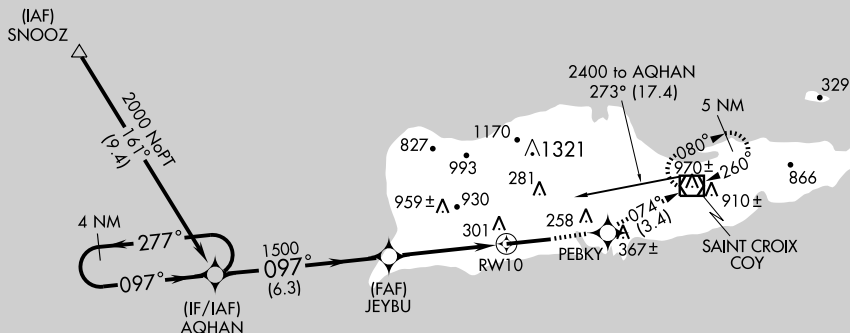 (IAF)
SNOOZ
2000 NoPT
161°
(9.4)
4 NM
277°
097°
(IF/IAF)
AQHAN
1500
097°
(6.3)
(FAF)
JEYBU
827
993
1170
1321
959±
930
281
301
258
RW10
PEBKY
367±
074°
(3.4)
2400 to AQHAN
273° (17.4)
5 NM
080°
260°
970±
910±
866
329
SAINT CROIX
COY